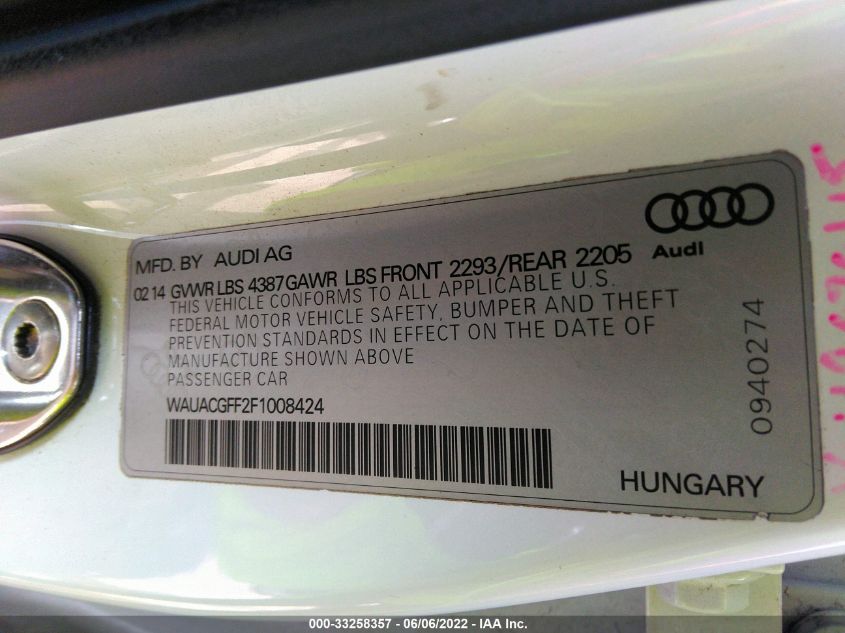 MFD. BY AUDI AG
Audi
02 14 GVWR LBS 4387 GAWR LBS FRONT 2293/REAR 2205
THIS VEHICLE CONFORMS TO ALL APPLICABLE U.S.
FEDERAL MOTOR VEHICLE SAFETY, BUMPER AND THEFT
PREVENTION STANDARDS IN EFFECT ON THE DATE OF
MANUFACTURE SHOWN ABOVE
PASSENGER CAR
WAUACGFF2F1008424
HUNGARY
0940274
000-33258357 - 06/06/2022 - IAA Inc.